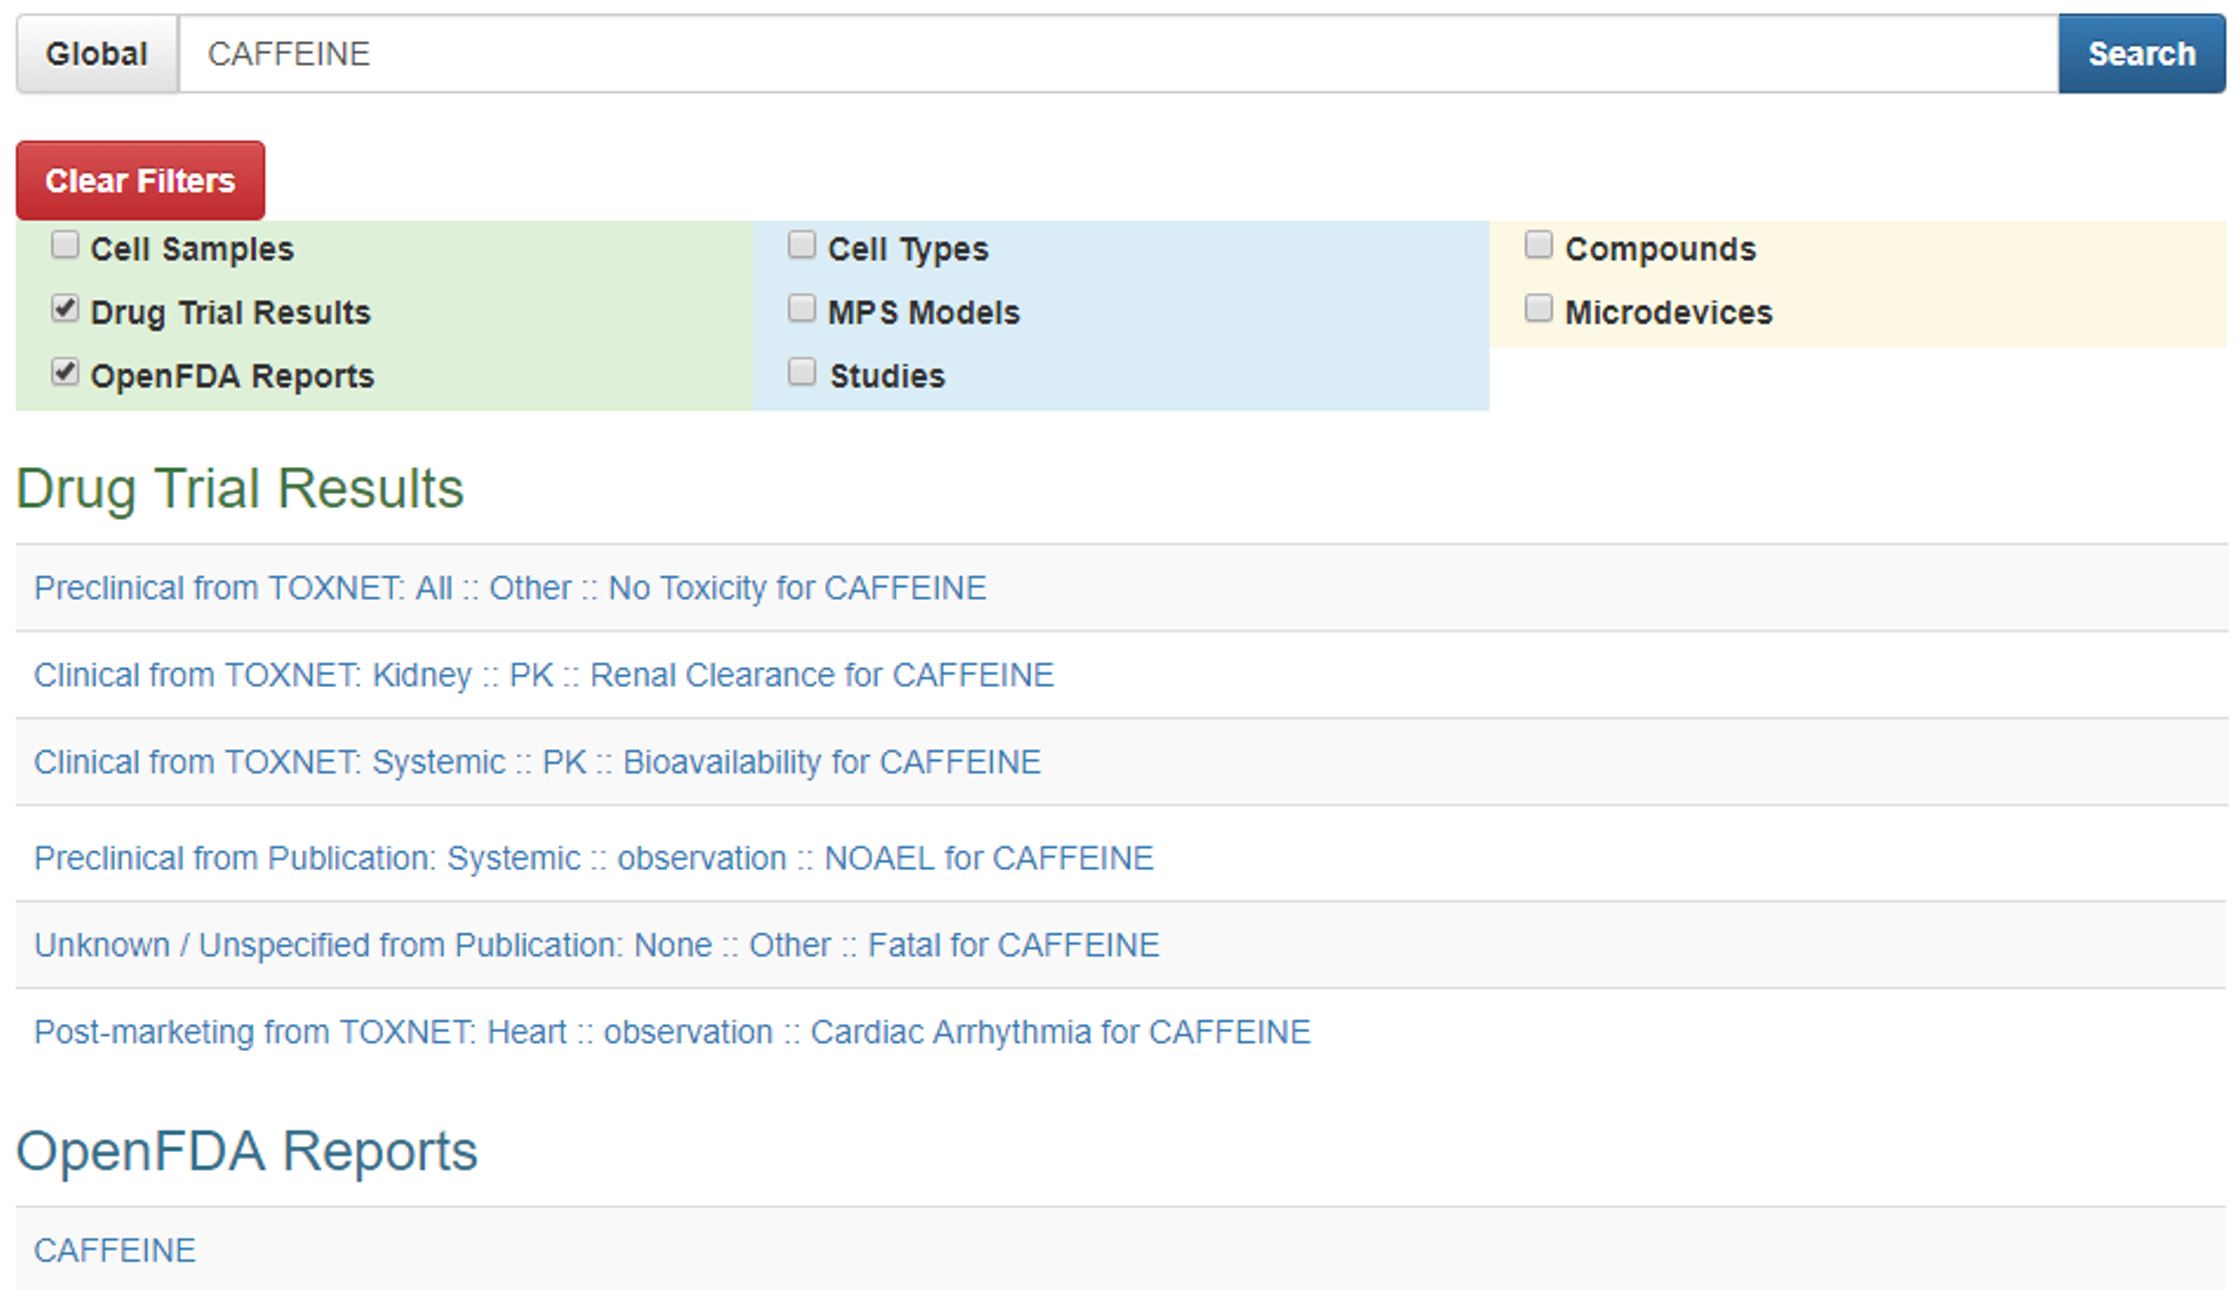 Global CAFFEINE Search
Clear Filters
Cell Samples Cell Types Compounds
Drug Trial Results MPS Models Microdevices
OpenFDA Reports Studies
Drug Trial Results
Preclinical from TOXNET: All :: Other :: No Toxicity for CAFFEINE
Clinical from TOXNET: Kidney :: PK :: Renal Clearance for CAFFEINE
Clinical from TOXNET: Systemic :: PK :: Bioavailability for CAFFEINE
Preclinical from Publication: Systemic :: observation :: NOAEL for CAFFEINE
Unknown / Unspecified from Publication: None :: Other :: Fatal for CAFFEINE
Post-marketing from TOXNET: Heart :: observation :: Cardiac Arrhythmia for CAFFEINE
OpenFDA Reports
CAFFEINE